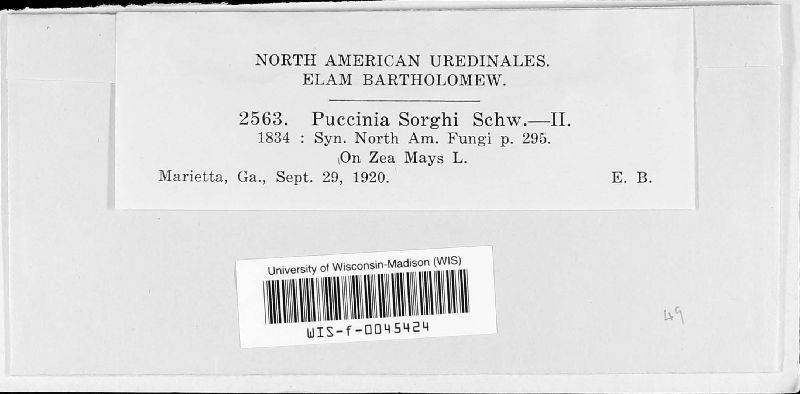 NORTH AMERICAN UREDINALES.
ELAM BARTHOLOMEW.
2563. Puccinia Sorghi Schw.—II.
1834 : Syn. North Am. Fungi p. 295.
On Zea Mays L.
Marietta, Ga., Sept. 29, 1920. E. B.
University of Wisconsin-Madison (WIS)
WIS-f-0045424
49